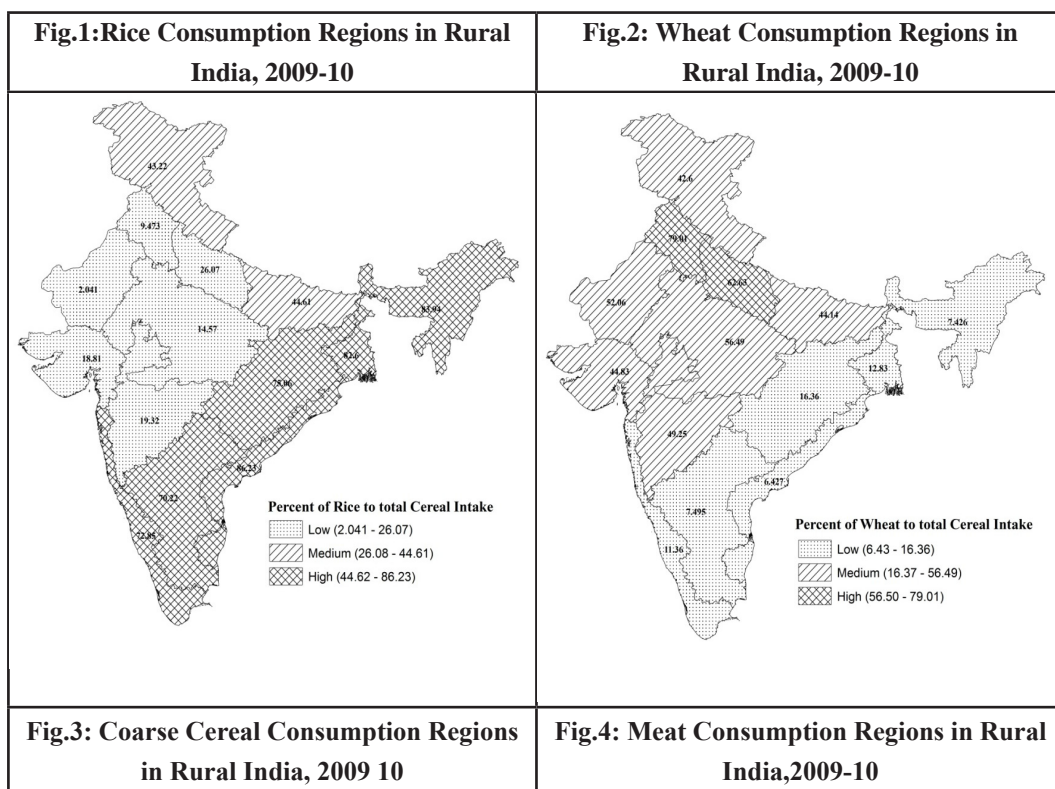 Fig.1:Rice Consumption Regions in Rural
India, 2009-10
Fig.2: Wheat Consumption Regions in
Rural India, 2009-10
43.22
9.473
26.07
2.041
44.61
83.94
14.57
82.6
18.81
75.06
19.32
86.23
70.22
72.85
Percent of Rice to total Cereal Intake
Low (2.041 - 26.07)
Medium (26.08 - 44.61)
High (44.62 - 86.23)
42.6
79.01
62.63
52.06
44.14
7.426
56.49
44.83
12.83
16.36
49.25
6.427
7.495
11.36
Percent of Wheat to total Cereal Intake
Low (6.43 - 16.36)
Medium (16.37 - 56.49)
High (56.50 - 79.01)
Fig.3: Coarse Cereal Consumption Regions
in Rural India, 2009 10
Fig.4: Meat Consumption Regions in Rural
India,2009-10